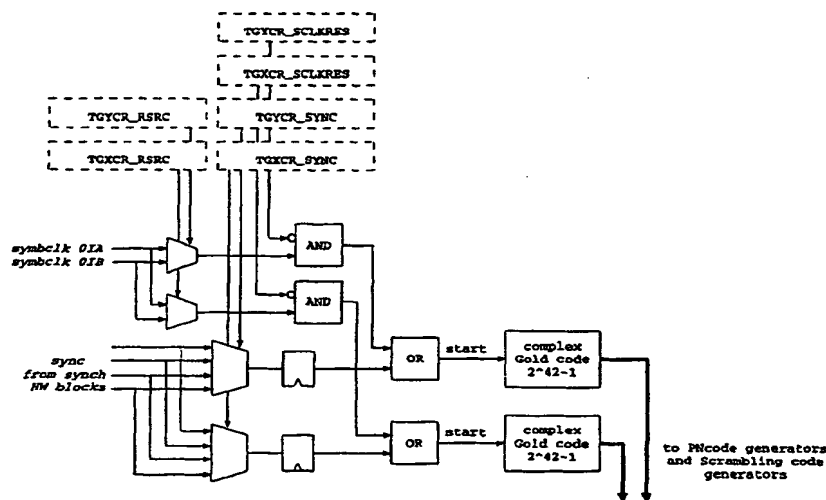 TGYCR_SCLKRES
TGXCR_SCLKRES
TGYCR_RSRC
TGYCR_SYNC
TGXCR_RSRC
TGXCR_SYNC
symbclk OIA
symbclk OIB
AND
AND
sync
from synch
HW blocks
OR
start
complex
Gold code
2^42-1
OR
start
complex
Gold code
2^42-1
to PNcode generators
and Scrambling code
generators